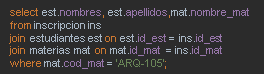 select est.nombres, est.apellidos,mat.nombre_mat
from inscripcion ins
join estudiantes est on est.id_est = ins.id_est
join materias mat on mat.id_mat = ins.id_mat
where mat.cod_mat = 'ARQ-105';